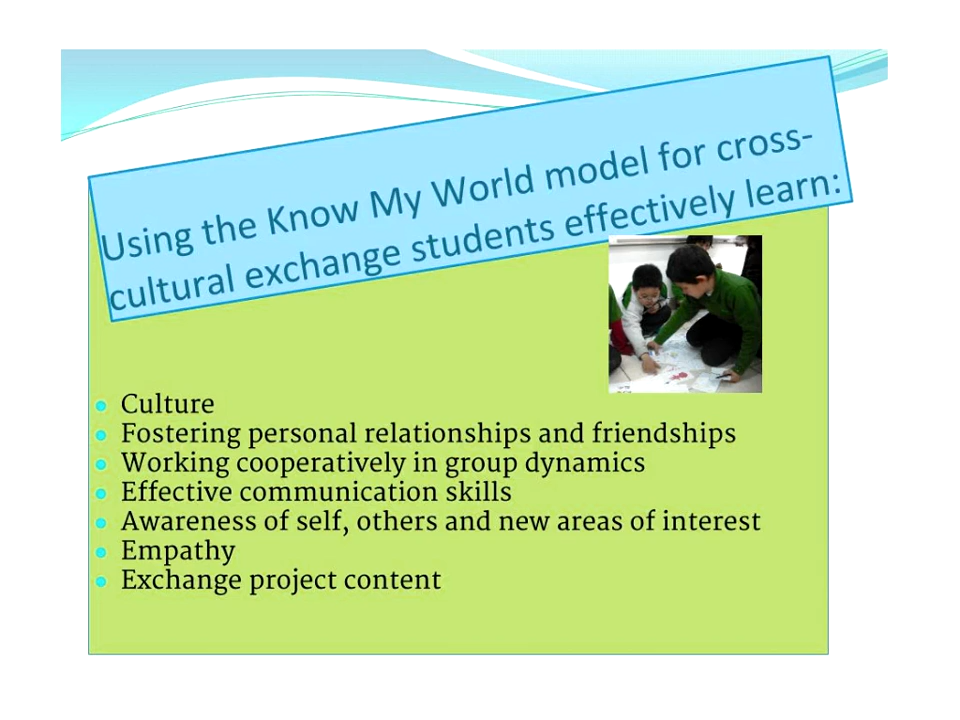 Using the Know My World model for cross-
cultural exchange students effectively learn:
Culture
Fostering personal relationships and friendships
Working cooperatively in group dynamics
Effective communication skills
Awareness of self, others and new areas of interest
Empathy
Exchange project content